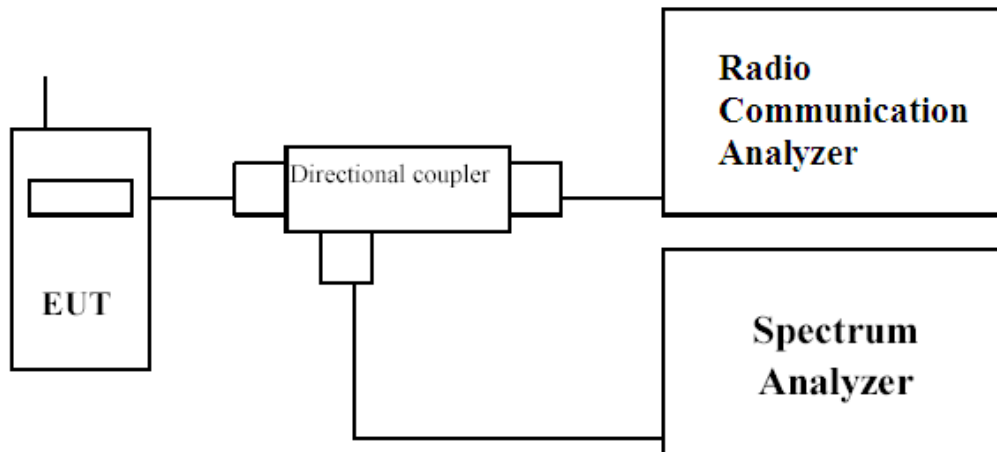 Radio
Communication
Analyzer
Directional coupler
EUT
Spectrum
Analyzer